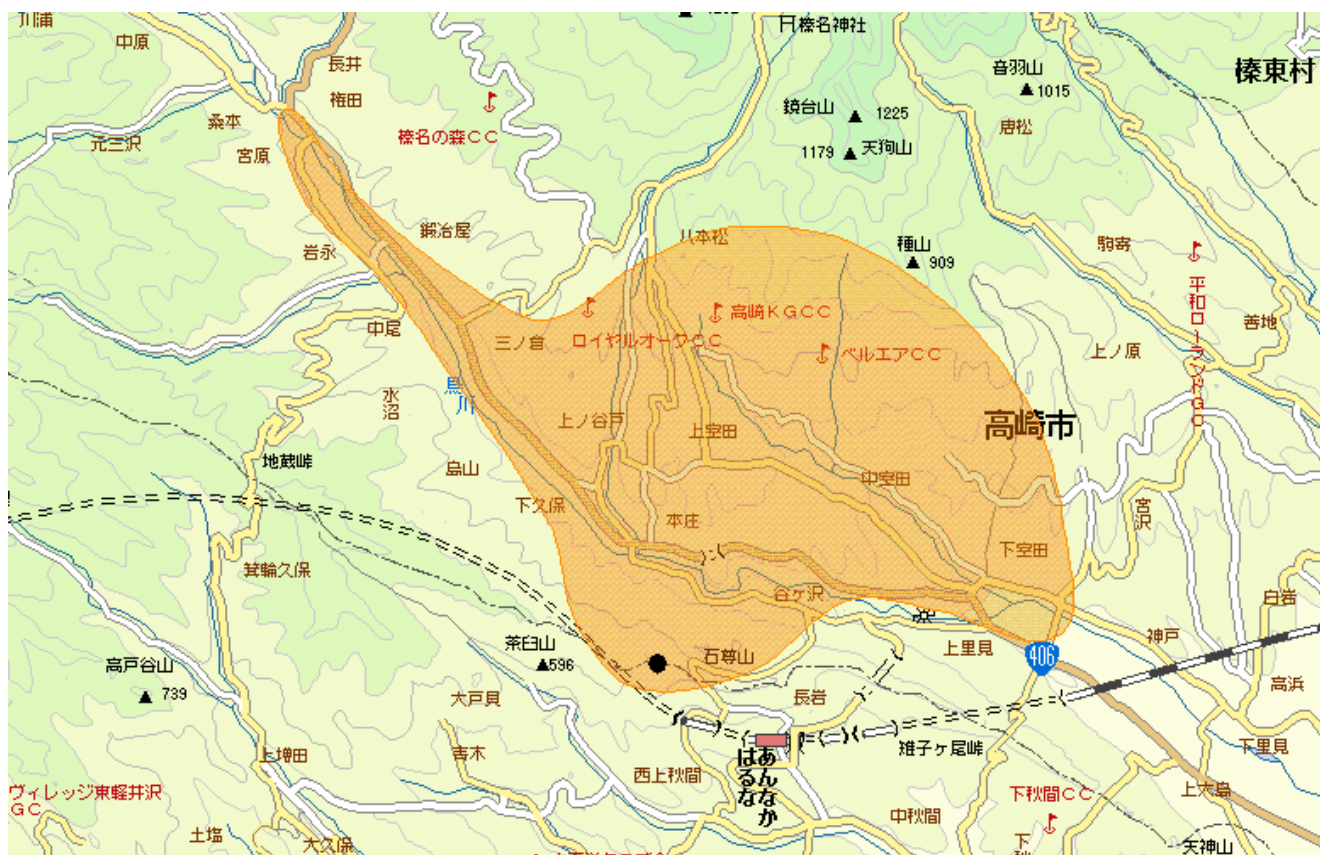 川浦
中原
長井
権田
榛名神社
音羽山
1015
榛東村
鏡台山
1225
唐松
桑本
元三沢
宮原
榛名の森CC
1179
天狗山
鍛冶屋
岩永
八本松
種山
909
駒寄
平和ローランドGC
善地
中尾
三ノ倉
ロイヤルオークCC
高崎KGCC
ベルエアCC
上ノ原
水沼
烏川
上ノ谷戸
上室田
高崎市
地蔵峠
島山
下久保
本庄
中室田
宮沢
下室田
箕輪久保
谷ヶ沢
白岩
茶臼山
596
石尊山
上里見
406
神戸
高戸谷山
739
大戸貝
長岩
高浜
上増田
吉木
西上秋間
あんなか
はるな
雉子ヶ尾峠
下里見
ヴィレッジ東軽井沢
GC
下秋間CC
上大島
土塩
大久保
中秋間
矢神山